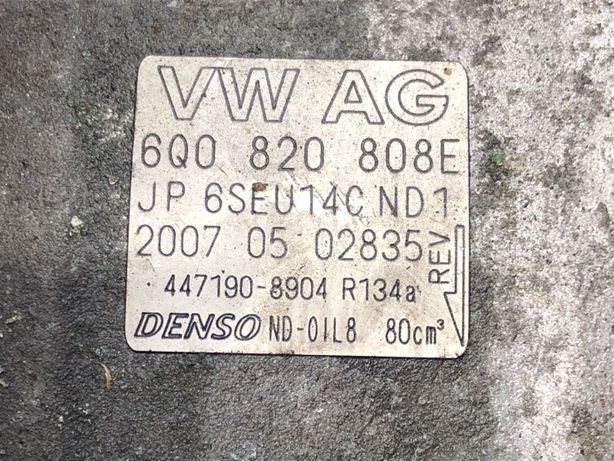 VW AG
6Q0 820 808E
JP 6SEU14C ND1
2007 05 02835
REV
447190-8904 R134a
DENSO ND-OIL8 80cm³